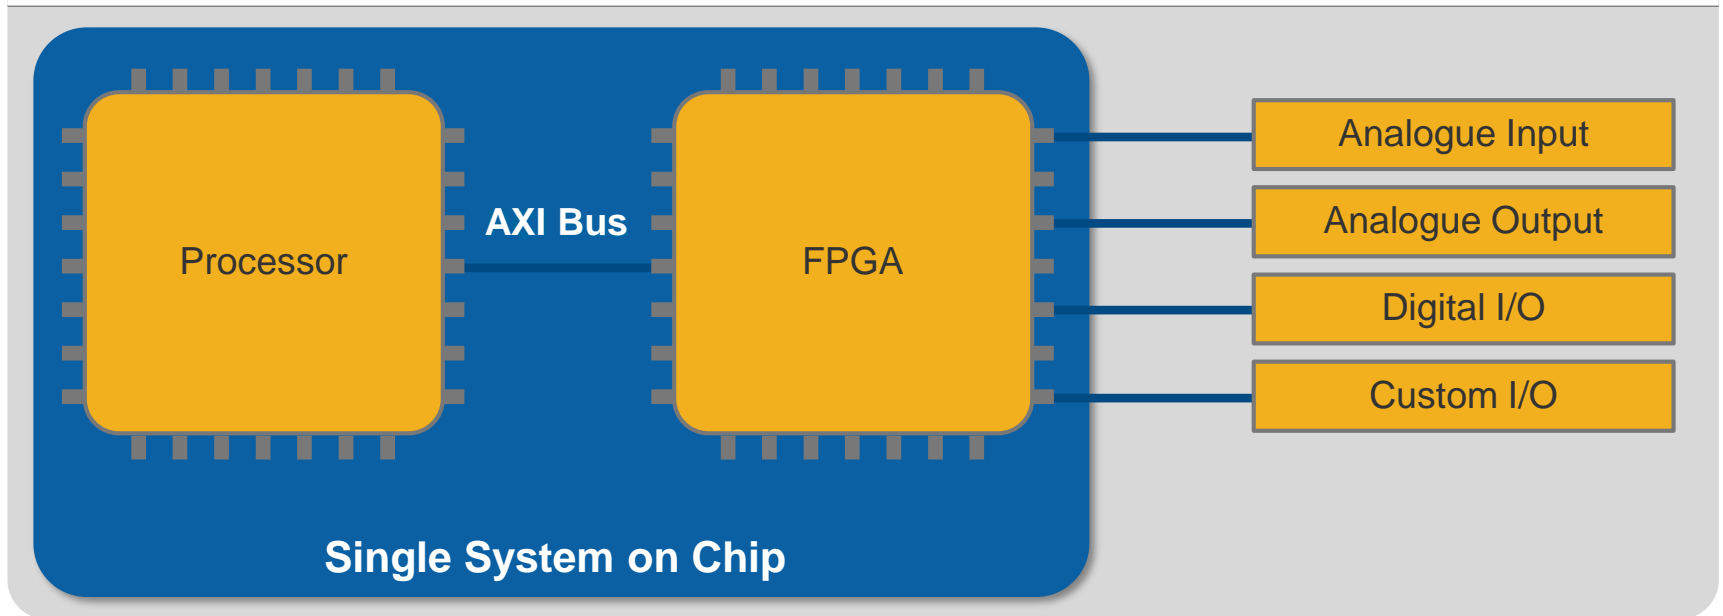 Processor
AXI Bus
FPGA
Analogue Input
Analogue Output
Digital I/O
Custom I/O
Single System on Chip